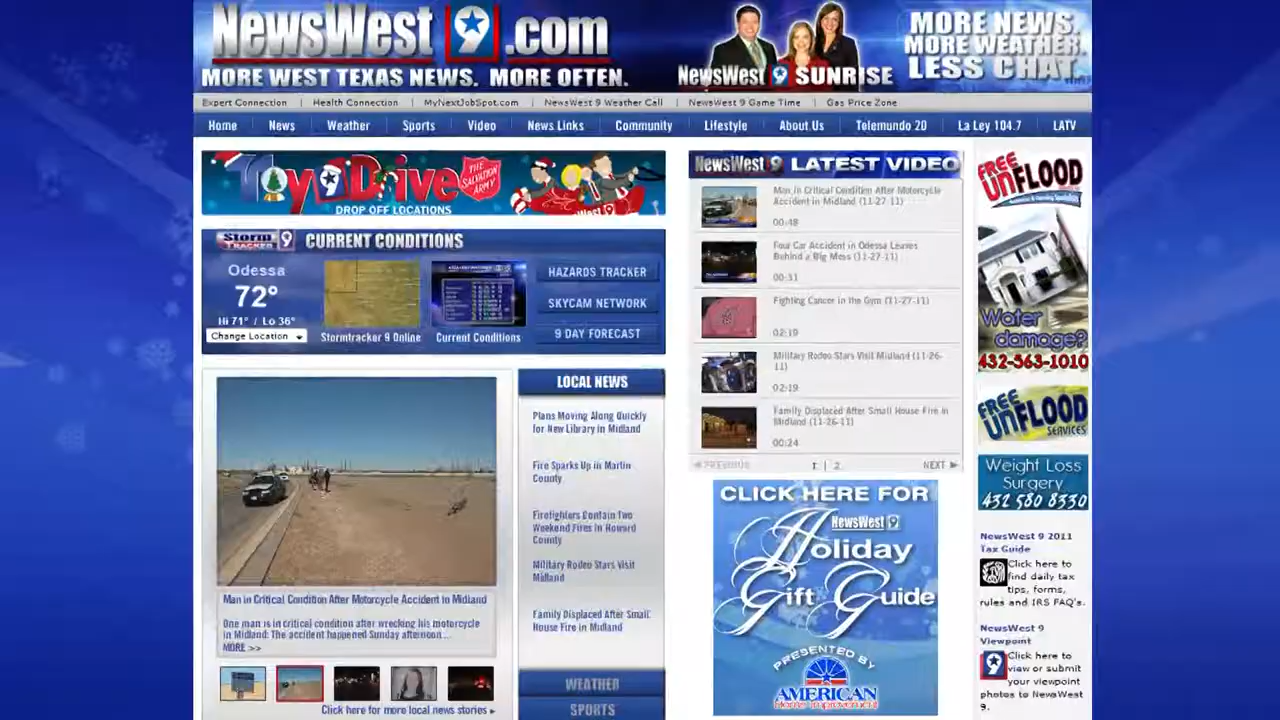 NewsWest 9 .com
MORE WEST TEXAS NEWS. MORE OFTEN.
NewsWest 9 SUNRISE
MORE NEWS.
MORE WEATHER.
LESS CHAT.
Expert Connection | Health Connection | MyNextJobSpot.com | NewsWest 9 Weather Call | NewsWest 9 Game Time | Gas Price Zone
Home News Weather Sports Video News Links Community Lifestyle About Us Telemundo 20 La Ley 104.7 LATV
Toy Drive
THE SALVATION ARMY
DROP OFF LOCATIONS
Storm TRACKER 9 CURRENT CONDITIONS
Odessa
72°
Hi 71° / Lo 36°
Change Location
Stormtracker 9 Online
Current Conditions
HAZARDS TRACKER
SKYCAM NETWORK
9 DAY FORECAST
Man in Critical Condition After Motorcycle Accident in Midland
One man is in critical condition after wrecking his motorcycle
in Midland. The accident happened Sunday afternoon...
MORE >>
Click here for more local news stories
LOCAL NEWS
Plans Moving Along Quickly
for New Library in Midland
Fire Sparks Up in Martin
County
Firefighters Contain Two
Weekend Fires in Howard
County
Military Rodeo Stars Visit
Midland
Family Displaced After Small
House Fire in Midland
WEATHER
SPORTS
NewsWest 9 LATEST VIDEO
Man in Critical Condition After Motorcycle
Accident in Midland (11-27-11)
00:48
Four Car Accident in Odessa Leaves
Behind a Big Mess (11-27-11)
00:31
Fighting Cancer in the Gym (11-27-11)
02:19
Military Rodeo Stars Visit Midland (11-26-
11)
02:19
Family Displaced After Small House Fire in
Midland (11-26-11)
00:24
PREVIOUS 1 | 2 NEXT
CLICK HERE FOR
NewsWest 9
Holiday
Gift Guide
PRESENTED BY
AMERICAN
Home Improvement
FREE
UNFLOOD
Water
damage?
432-563-1010
FREE
UNFLOOD
SERVICES
Weight Loss
Surgery
432 580 8330
NewsWest 9 2011
Tax Guide
Click here to
find daily tax
tips, forms,
rules and IRS FAQ's.
NewsWest 9
Viewpoint
Click here to
view or submit
your viewpoint
photos to NewsWest
9.